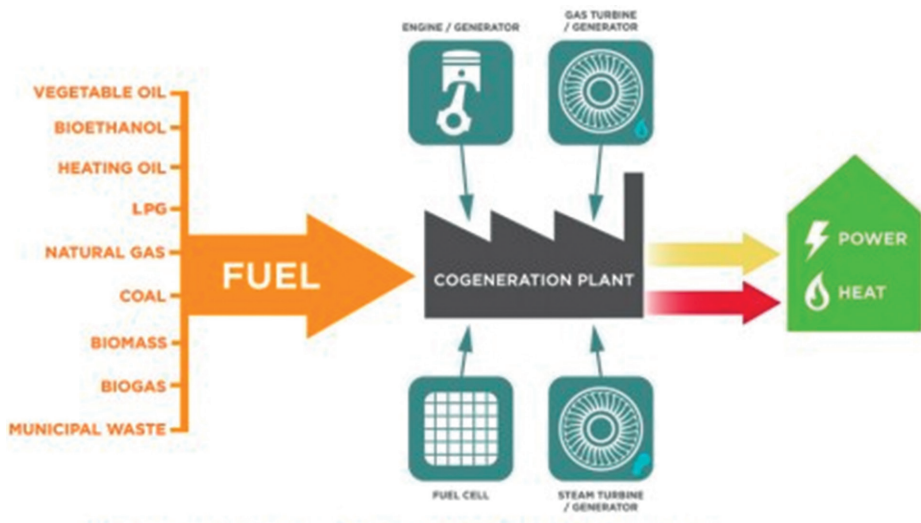 ENGINE / GENERATOR
GAS TURBINE
/ GENERATOR
VEGETABLE OIL
BIOETHANOL
HEATING OIL
LPG
NATURAL GAS
COAL
BIOMASS
BIOGAS
MUNICIPAL WASTE
FUEL
COGENERATION PLANT
POWER
HEAT
FUEL CELL
STEAM TURBINE
/ GENERATOR